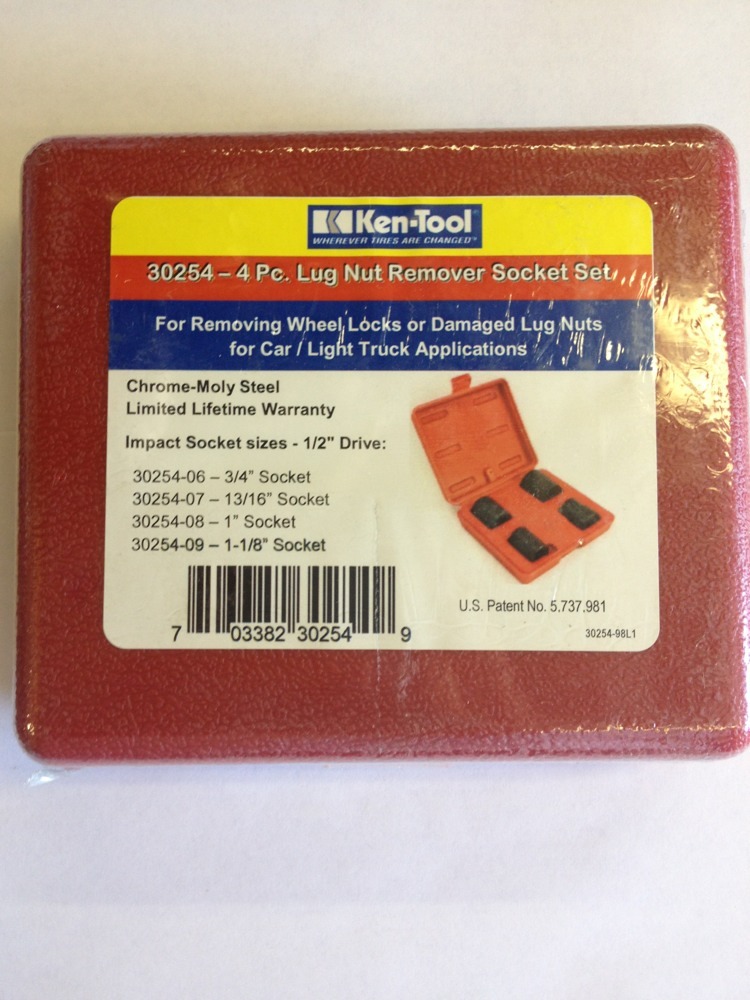 Ken-Tool
WHEREVER TIRES ARE CHANGED™
30254 – 4 Pc. Lug Nut Remover Socket Set
For Removing Wheel Locks or Damaged Lug Nuts
for Car / Light Truck Applications
Chrome-Moly Steel
Limited Lifetime Warranty
Impact Socket sizes - 1/2" Drive:
30254-06 – 3/4” Socket
30254-07 – 13/16” Socket
30254-08 – 1” Socket
30254-09 – 1-1/8” Socket
7 03382 30254 9
U.S. Patent No. 5,737,981
30254-98L1